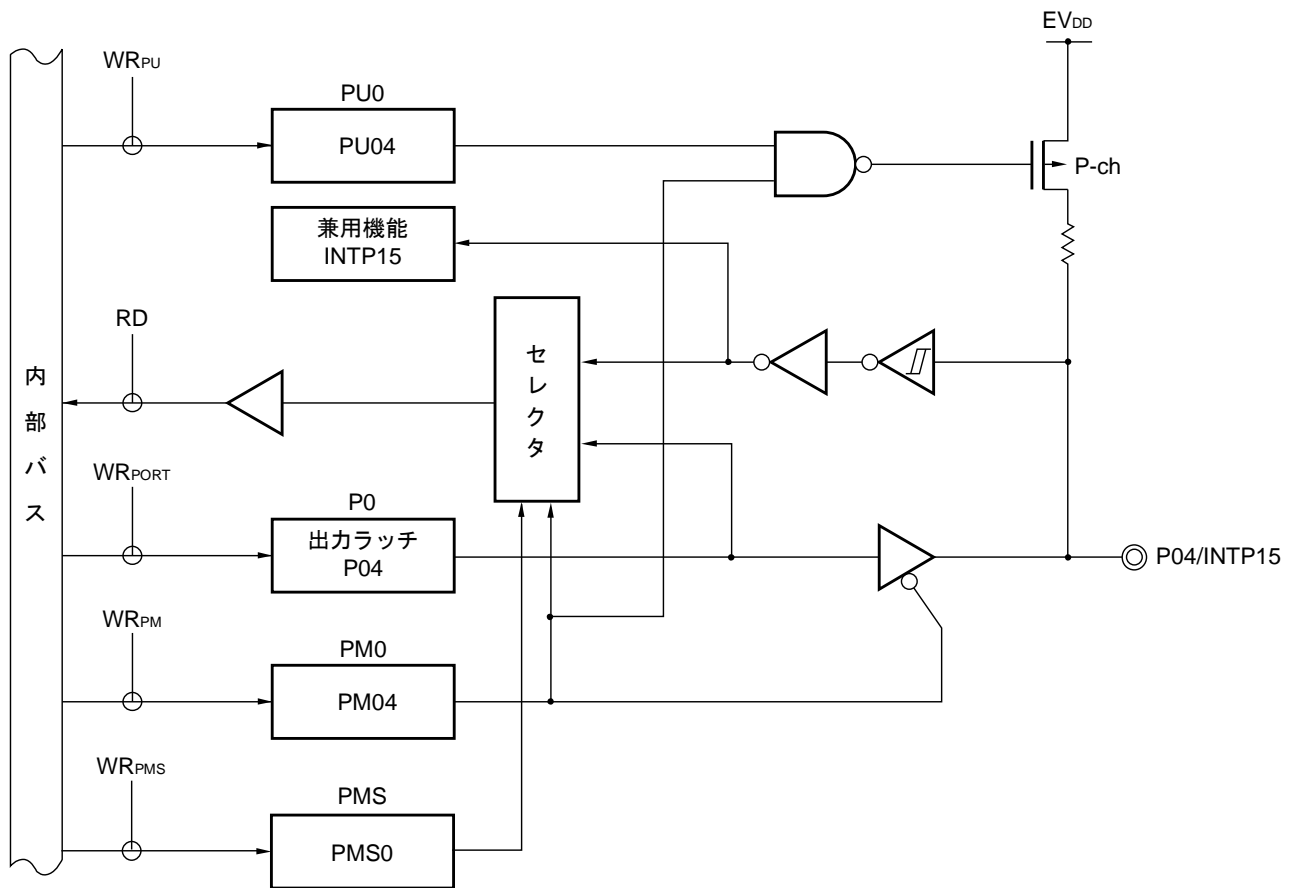 EVDD
WRPU
PU0
PU04
P-ch
兼用機能
INTP15
RD
セレクタ
内部バス
WRPORT
P0
出力ラッチ
P04
P04/INTP15
WRPM
PM0
PM04
WRPMS
PMS
PMS0